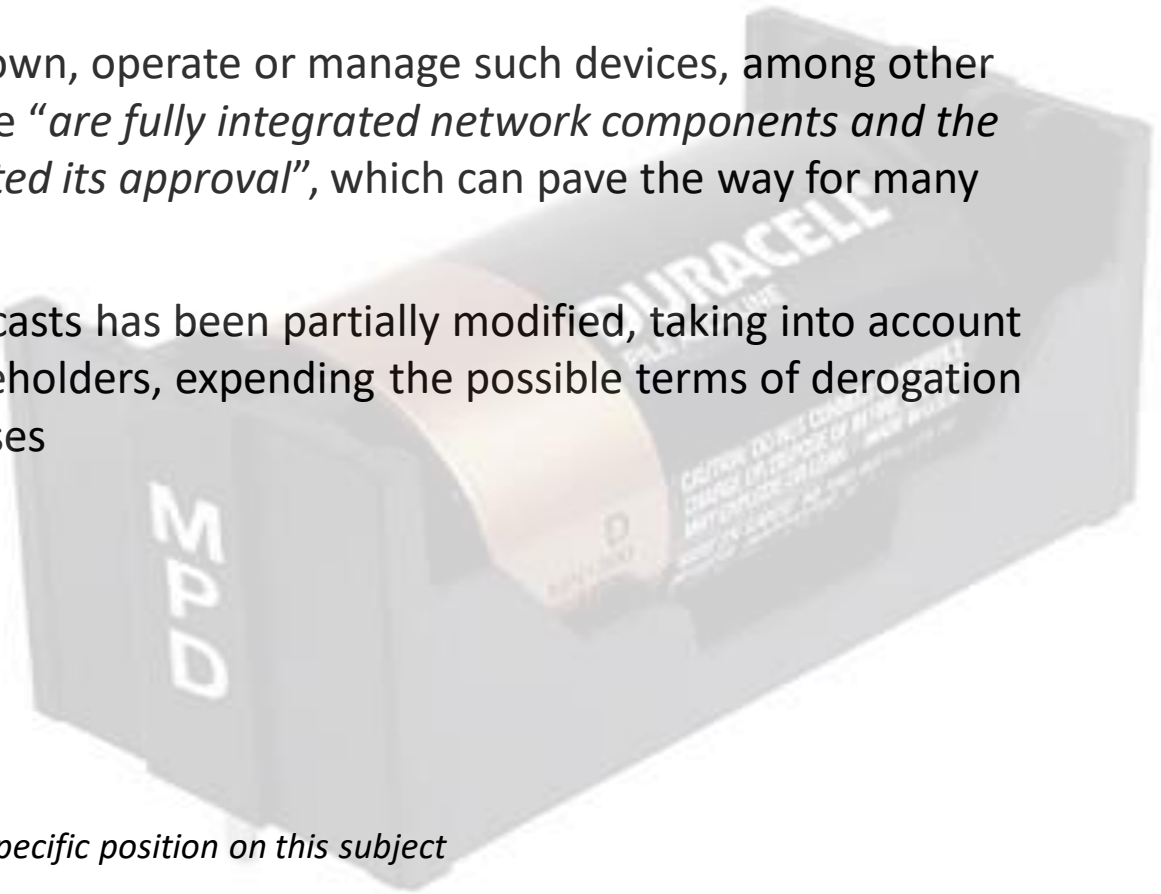 own, operate or manage such devices, among other
e “are fully integrated network components and the
ted its approval”, which can pave the way for many
casts has been partially modified, taking into account
eholders, expending the possible terms of derogation
ses
DURACELL
M
P
D
D
pecific position on this subject